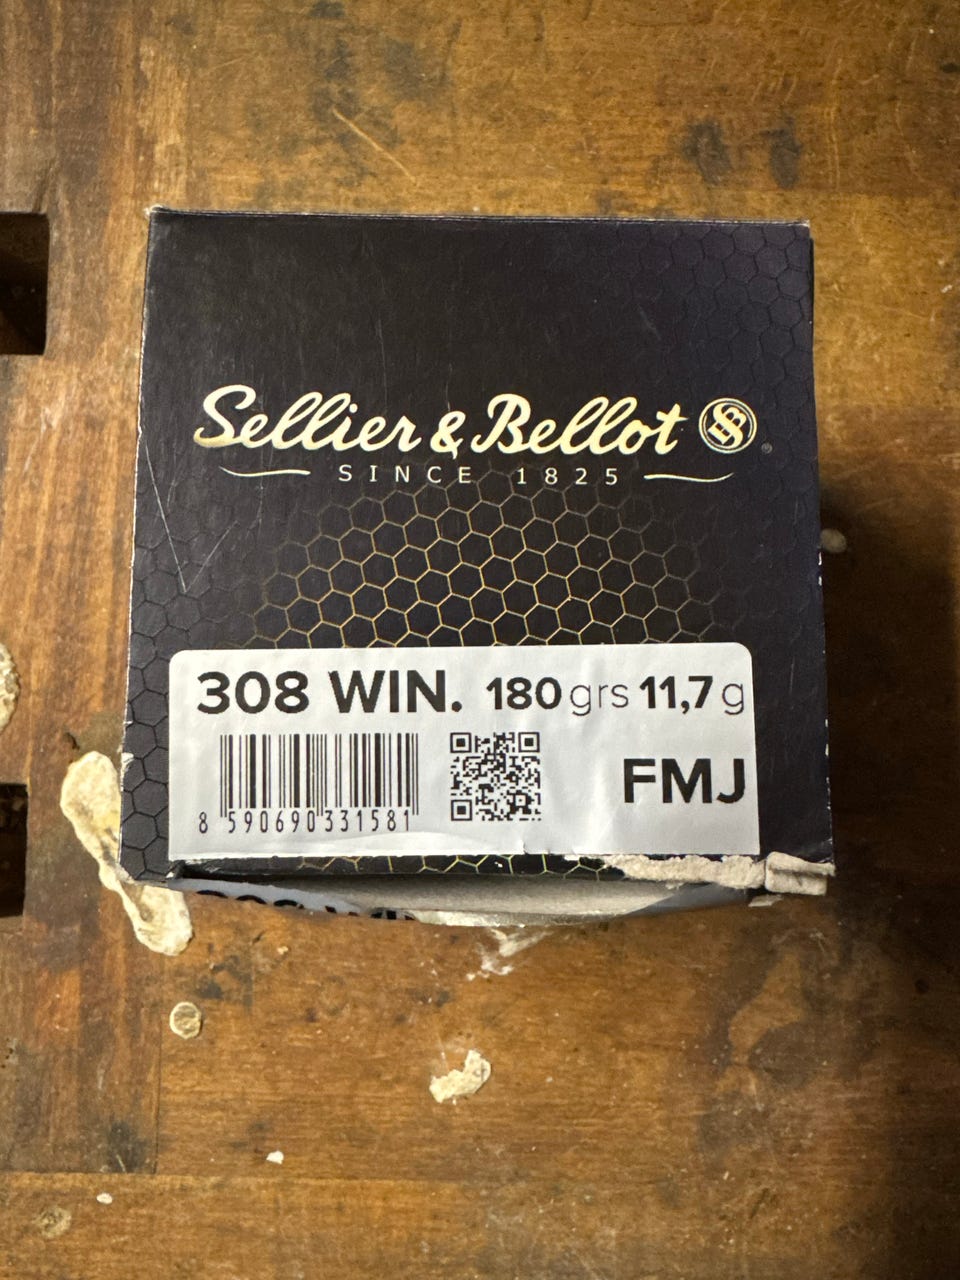 Sellier & Bellot
SINCE 1825
308 WIN. 180 grs 11,7 g
FMJ
8 590690 331581